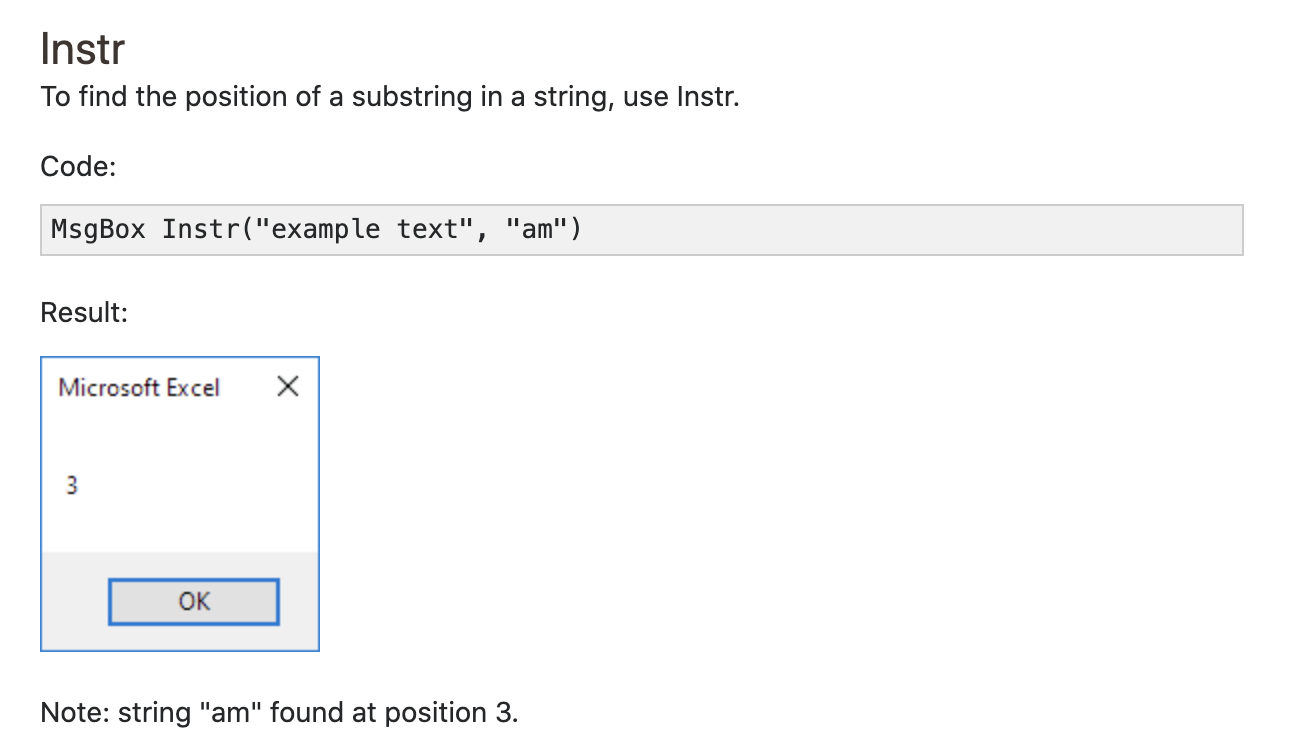 Instr
To find the position of a substring in a string, use Instr.
Code:
MsgBox Instr("example text", "am")
Result:
Microsoft Excel
3
OK
Note: string "am" found at position 3.